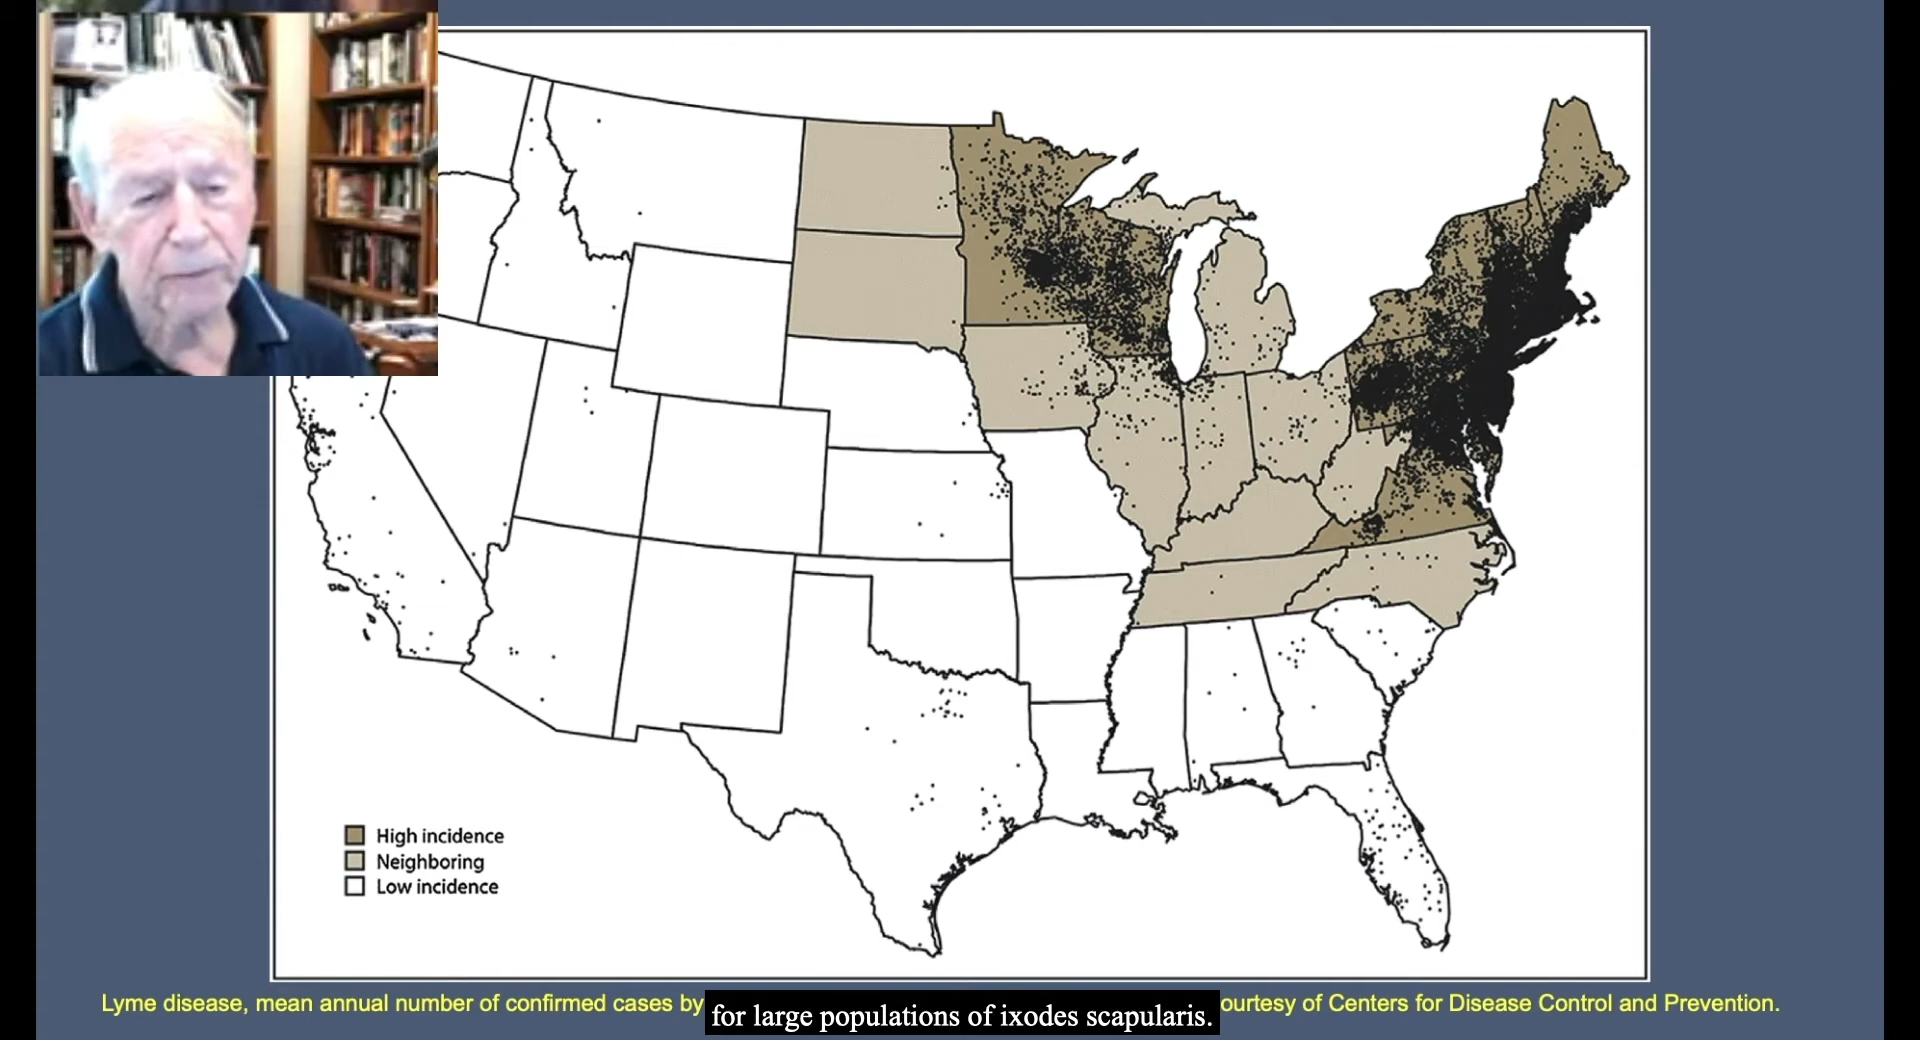 17
High incidence
Neighboring
Low incidence
Lyme disease, mean annual number of confirmed cases by
ourtesy of Centers for Disease Control and Prevention.
for large populations of ixodes scapularis.